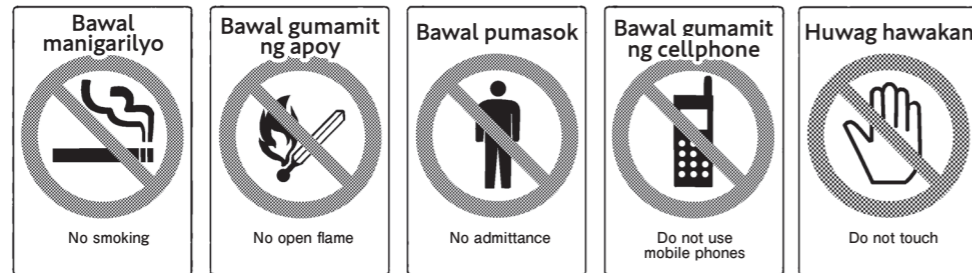 Bawal
manigarilyo
No smoking
Bawal gumamit
ng apoy
No open flame
Bawal pumasok
No admittance
Bawal gumamit
ng cellphone
Do not use
mobile phones
Huwag hawakan
Do not touch